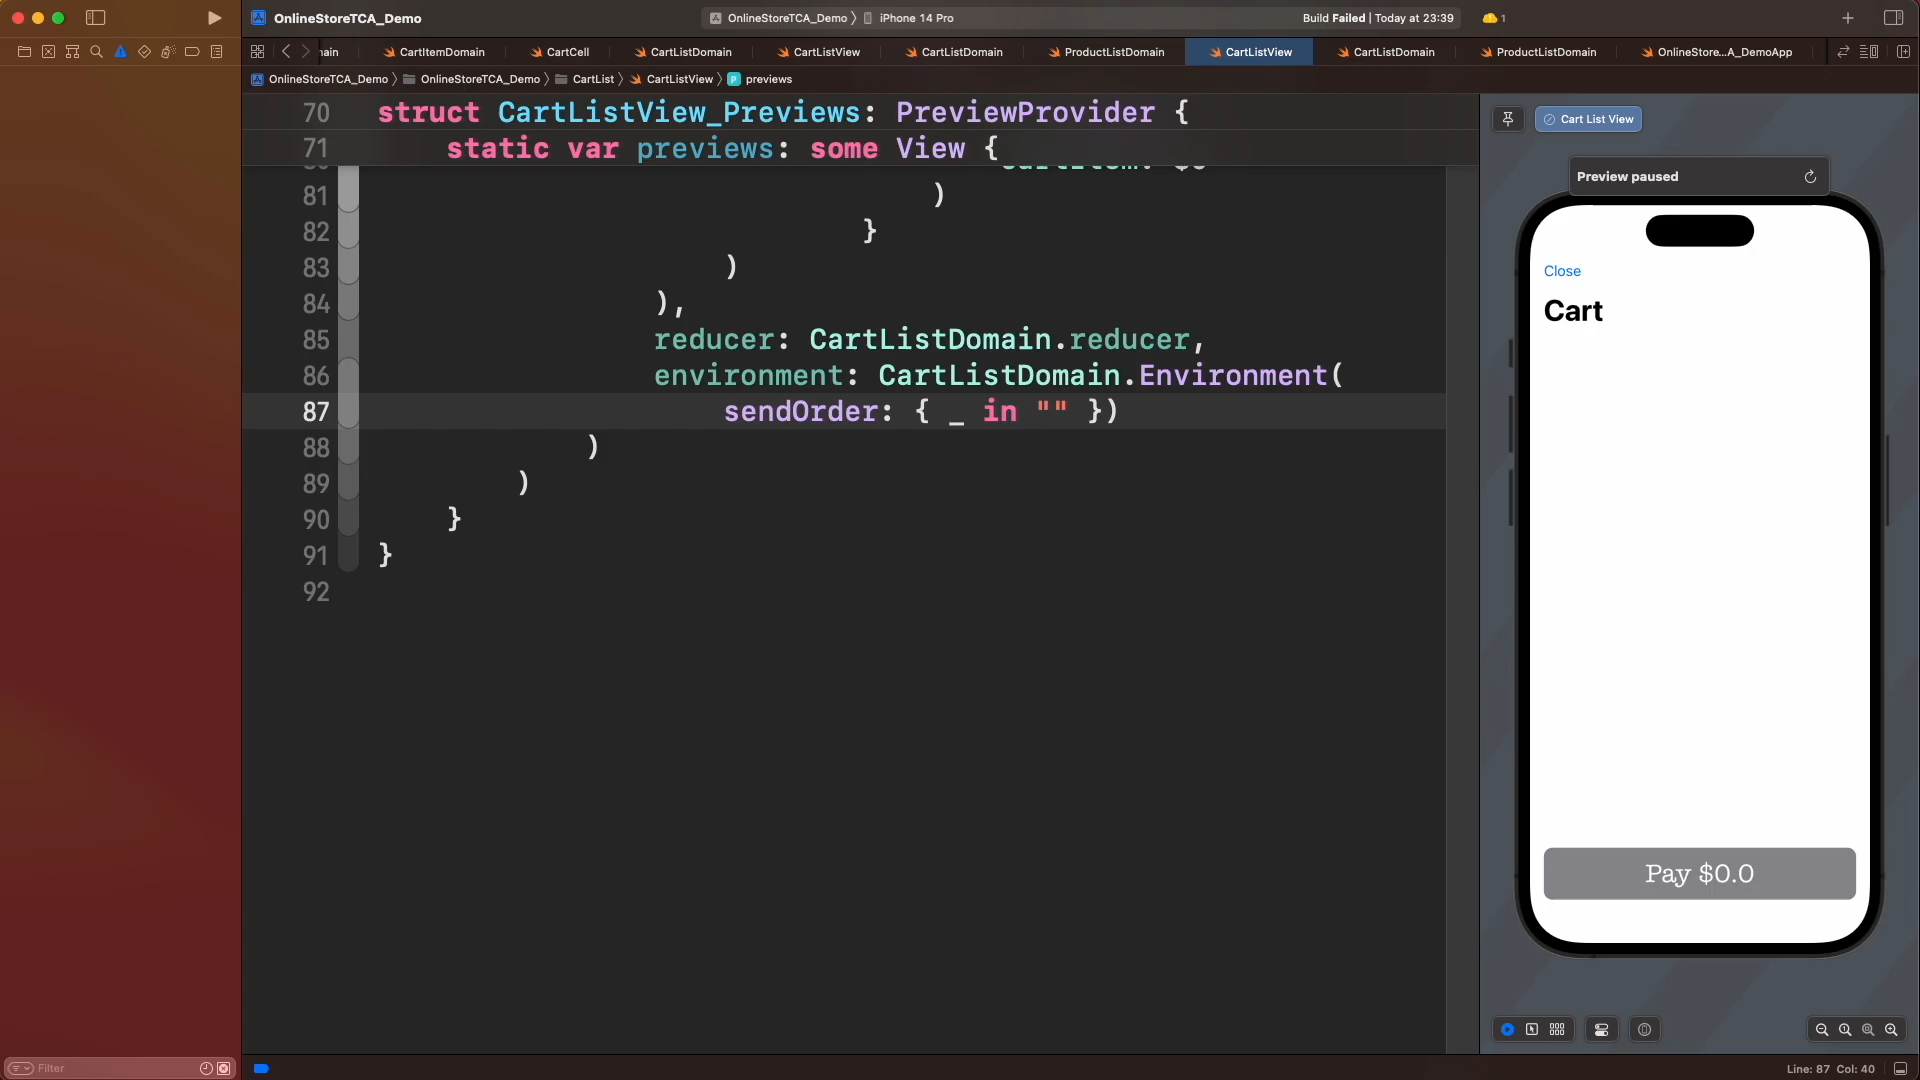 OnlineStoreTCA_Demo
OnlineStoreTCA_Demo 〉 iPhone 14 Pro
Build Failed | Today at 23:39
1
ain
CartItemDomain
CartCell
CartListDomain
CartListView
CartListDomain
ProductListDomain
CartListView
CartListDomain
ProductListDomain
OnlineStore...A_DemoApp
OnlineStoreTCA_Demo 〉 OnlineStoreTCA_Demo 〉 CartList 〉 CartListView 〉 P previews
70 struct CartListView_Previews: PreviewProvider {
71 static var previews: some View {
81 )
82 }
83 )
84 ),
85 reducer: CartListDomain.reducer,
86 environment: CartListDomain.Environment(
87 sendOrder: { _ in "" })
88 )
89 )
90 }
91 }
92
Cart List View
Preview paused
Close
Cart
Pay $0.0
Filter
Line: 87 Col: 40